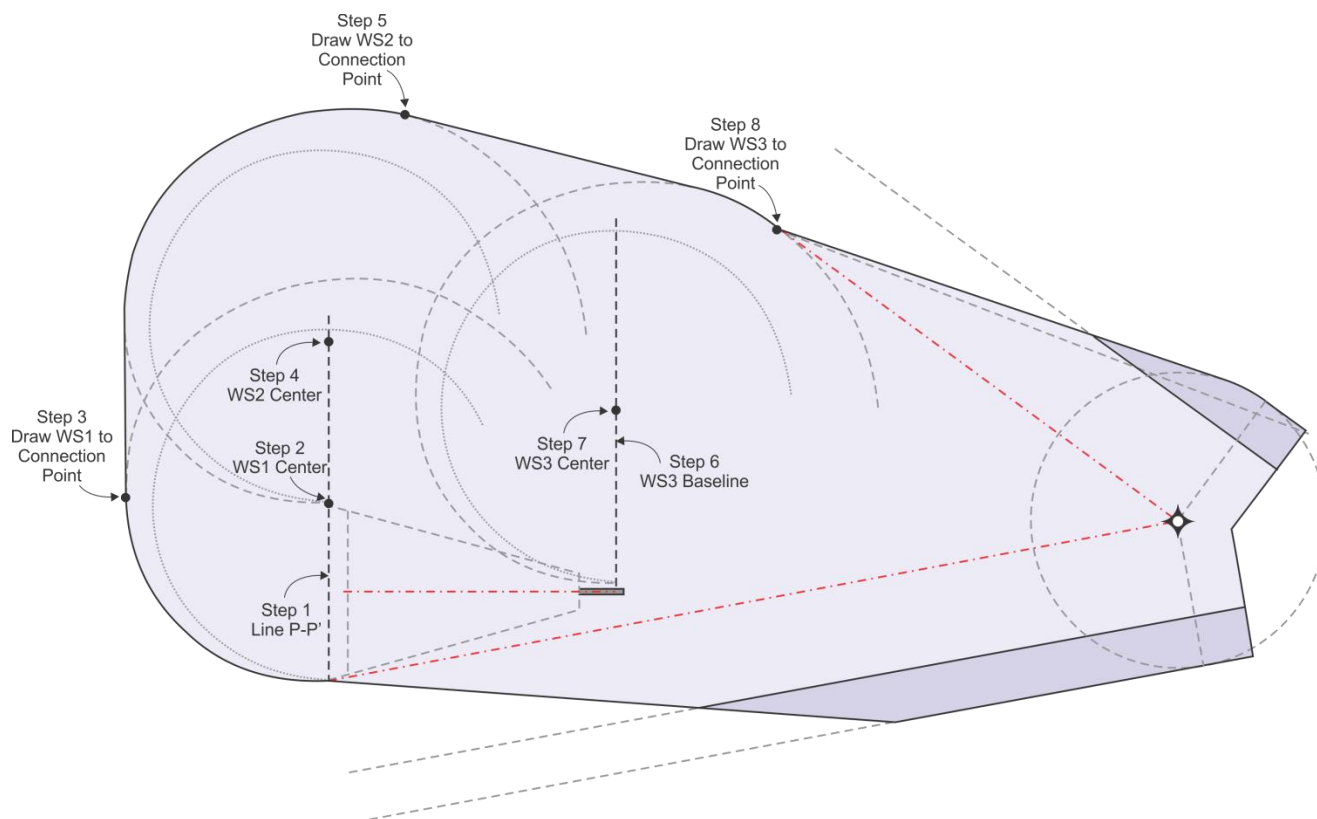 Step 5
Draw WS2 to
Connection
Point
Step 8
Draw WS3 to
Connection
Point
Step 4
WS2 Center
Step 3
Draw WS1 to
Connection
Point
Step 2
WS1 Center
Step 7
WS3 Center
Step 6
WS3 Baseline
Step 1
Line P-P’